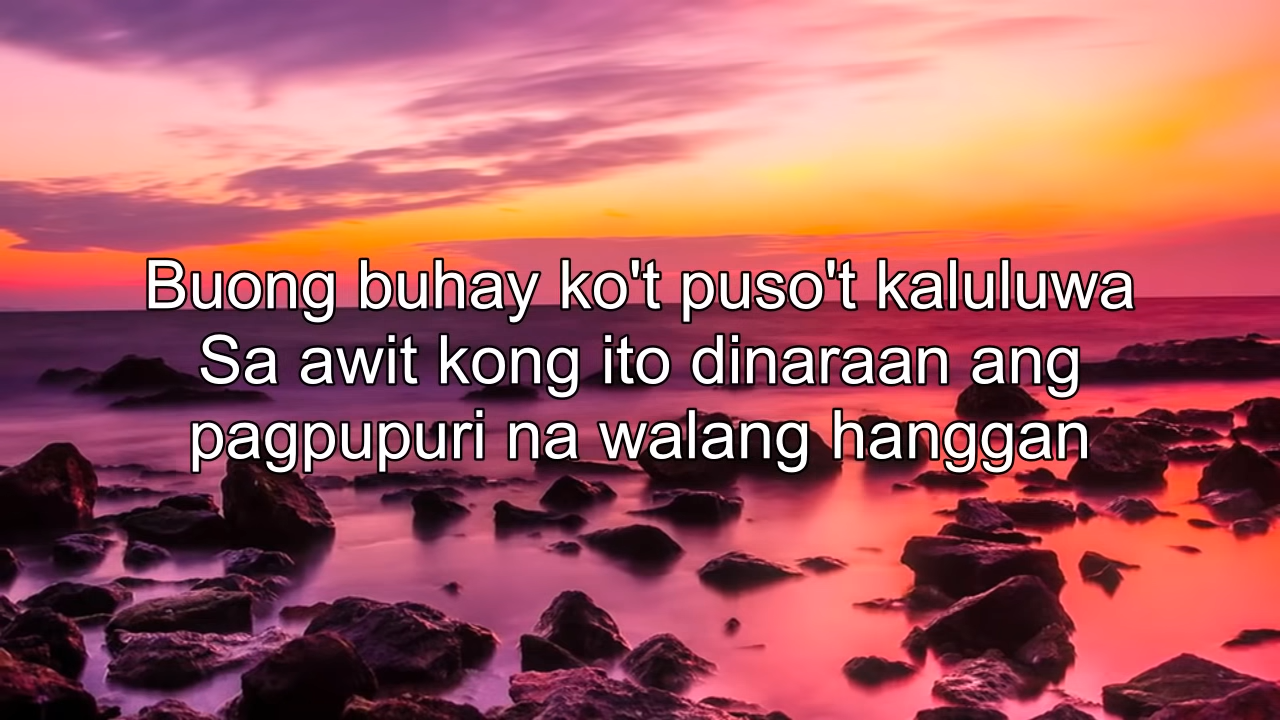 Buong buhay ko't puso't kaluluwa
Sa awit kong ito dinaraan ang
pagpupuri na walang hanggan